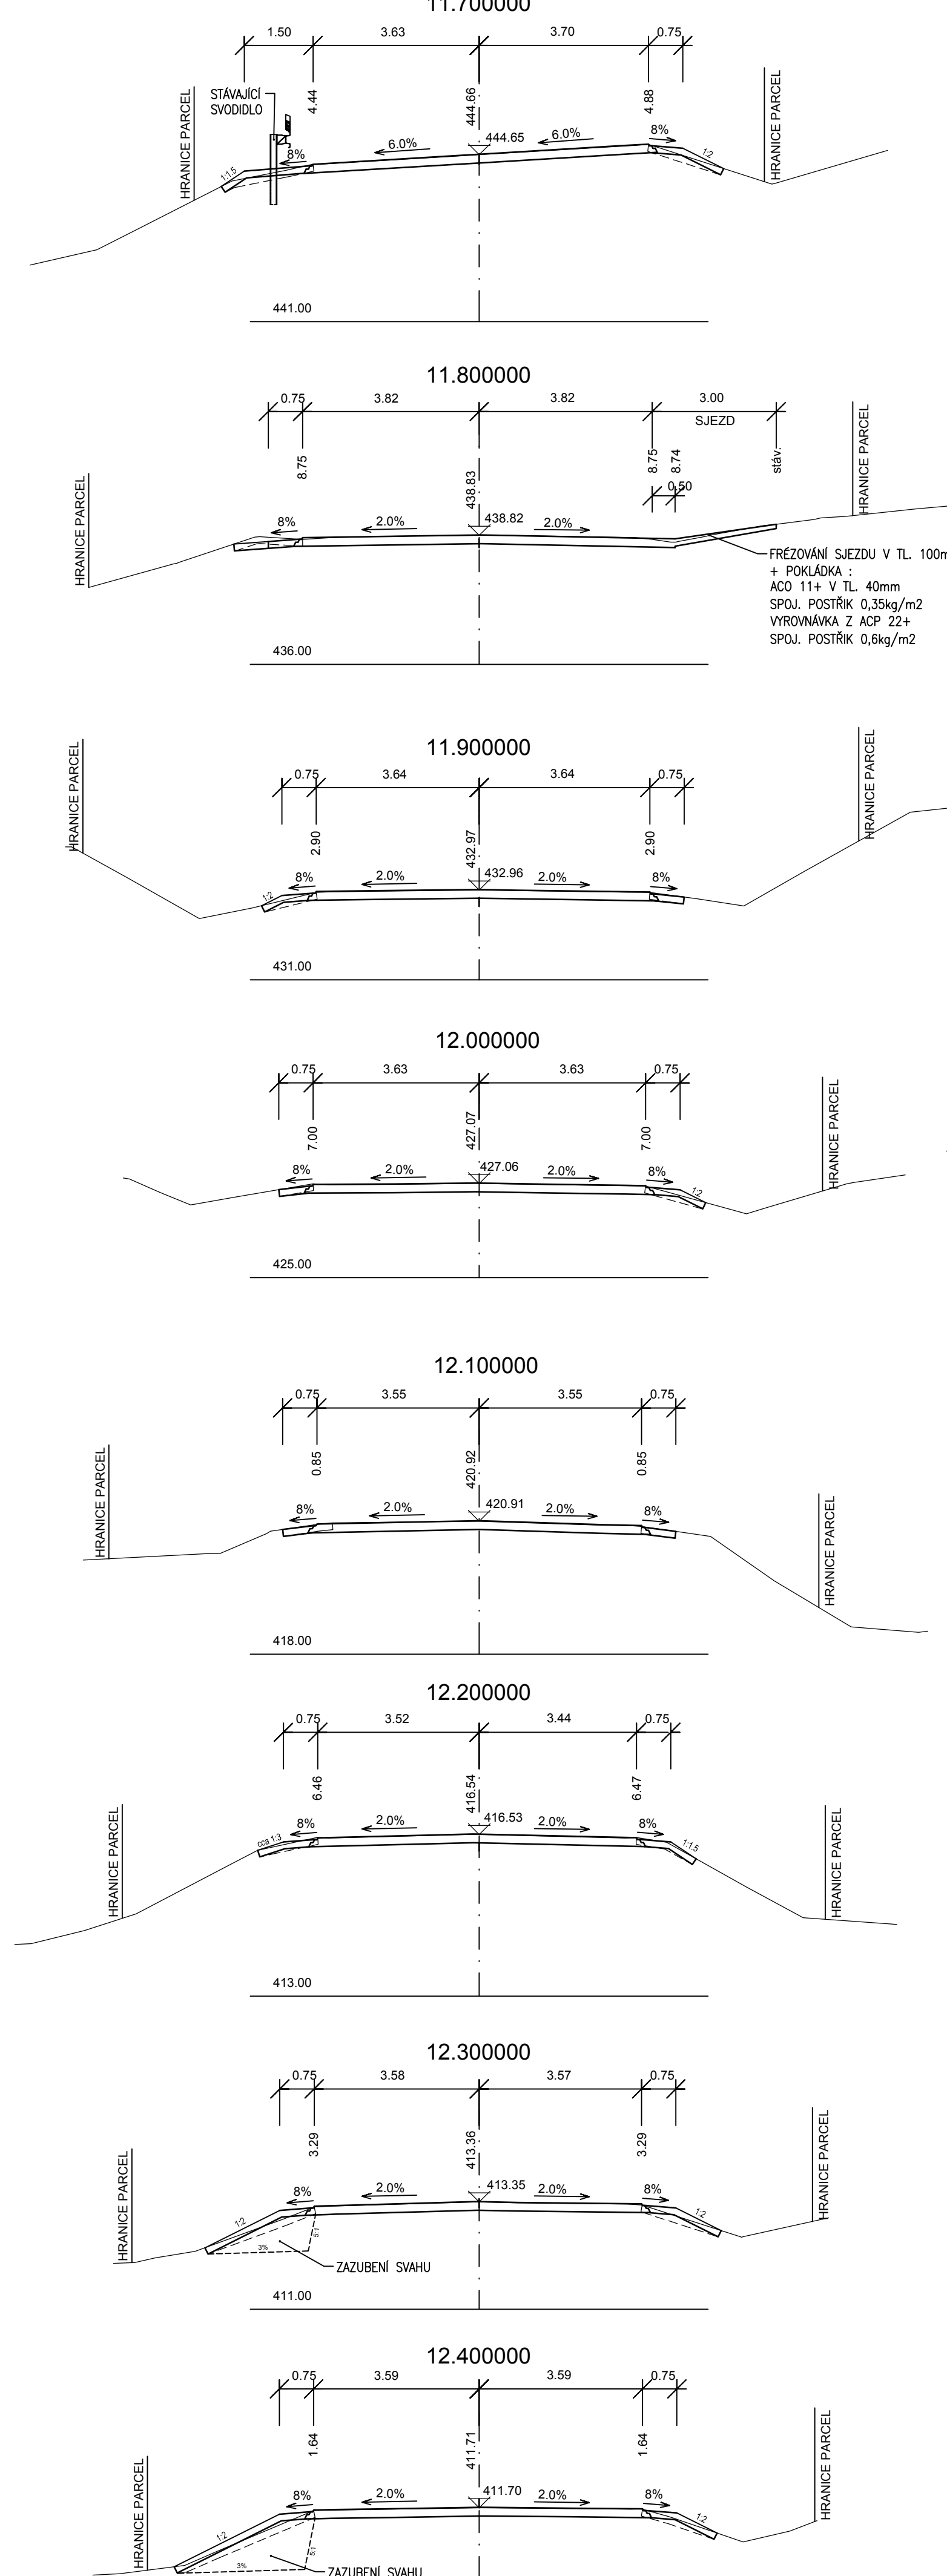 11.700000
1.50 3.63 3.70 0.75
HRANICE PARCEL
STÁVAJÍCÍ
SVODIDLO
4.44
444.66
4.88
HRANICE PARCEL
1:1.5
8%
6.0%
444.65
6.0%
8%
1:2
441.00
11.800000
0.75 3.82 3.82 3.00
SJEZD
HRANICE PARCEL
8.75
438.83
8.75
8.74
stáv.
0.50
HRANICE PARCEL
8%
2.0%
438.82
2.0%
FRÉZOVÁNÍ SJEZDU V TL. 100m
+ POKLÁDKA :
ACO 11+ V TL. 40mm
SPOJ. POSTŘIK 0,35kg/m2
VYROVNÁVKA Z ACP 22+
SPOJ. POSTŘIK 0,6kg/m2
436.00
11.900000
0.75 3.64 3.64 0.75
HRANICE PARCEL
2.90
432.97
2.90
HRANICE PARCEL
1:2
8%
2.0%
432.96
2.0%
8%
431.00
12.000000
0.75 3.63 3.63 0.75
7.00
427.07
7.00
HRANICE PARCEL
8%
2.0%
427.06
2.0%
8%
1:2
425.00
12.100000
0.75 3.55 3.55 0.75
HRANICE PARCEL
0.85
420.92
0.85
HRANICE PARCEL
8%
2.0%
420.91
2.0%
8%
418.00
12.200000
0.75 3.52 3.44 0.75
HRANICE PARCEL
6.46
416.54
6.47
HRANICE PARCEL
cca 1:3
8%
2.0%
416.53
2.0%
8%
1:1.5
413.00
12.300000
0.75 3.58 3.57 0.75
HRANICE PARCEL
3.29
413.36
3.29
HRANICE PARCEL
1:2
8%
2.0%
413.35
2.0%
8%
1:2
3%
5:1
ZAZUBENÍ SVAHU
411.00
12.400000
0.75 3.59 3.59 0.75
HRANICE PARCEL
1.64
411.71
1.64
HRANICE PARCEL
1:2
8%
2.0%
411.70
2.0%
8%
1:2
3%
5:1
ZAZUBENÍ SVAHU